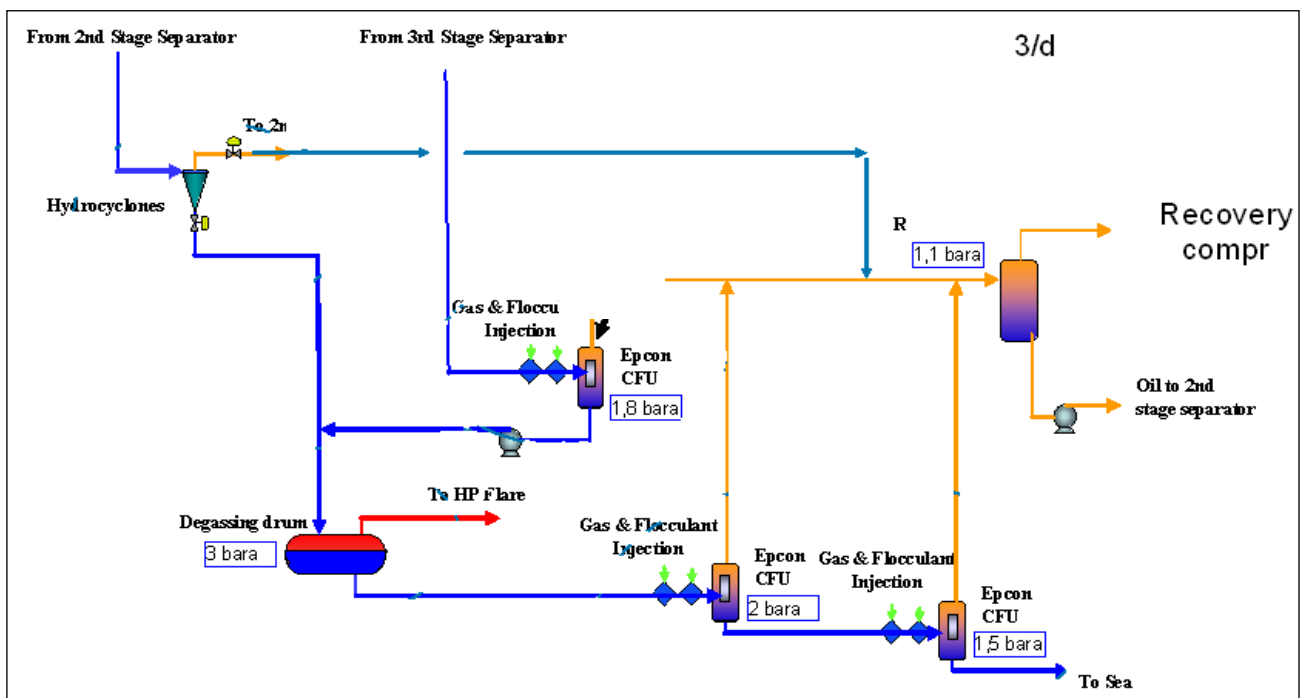 From 2nd Stage Separator
From 3rd Stage Separator
3/d
To 2n
Hydrocyclones
R
1,1 bara
Recovery
compr
Gas & Floccu
Injection
Epcon
CFU
1,8 bara
Oil to 2nd
stage separator
To HP Flare
Degassing drum
3 bara
Gas & Flocculant
Injection
Epcon
CFU
2 bara
Gas & Flocculant
Injection
Epcon
CFU
1,5 bara
To Sea